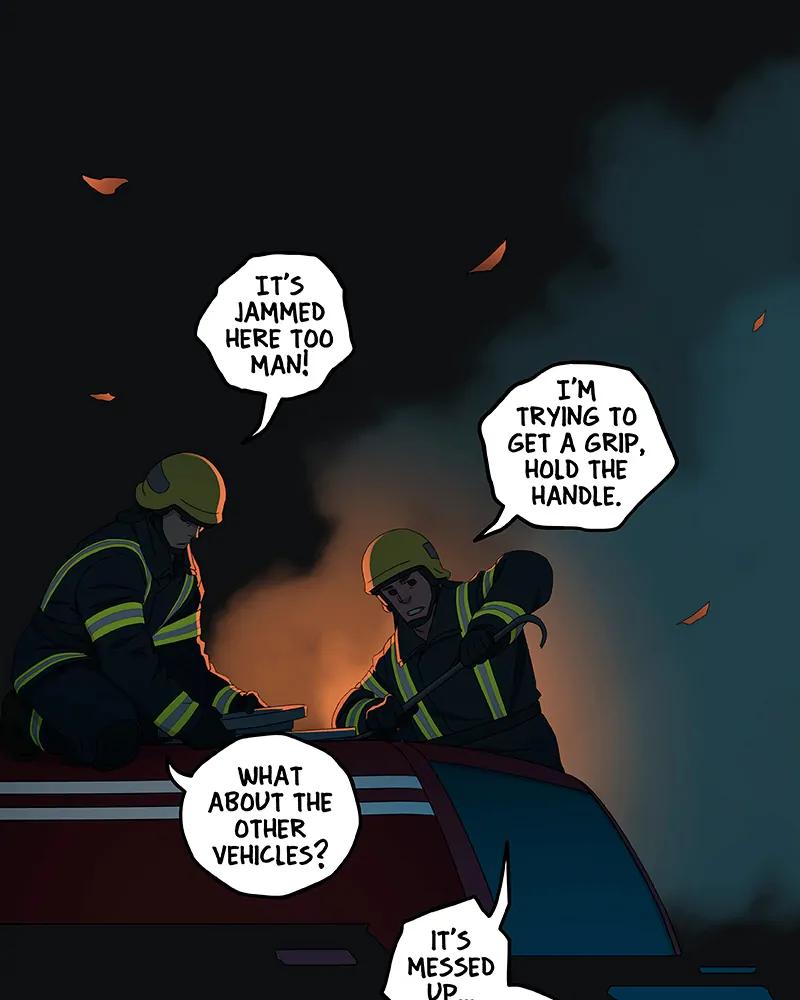 IT'S
JAMMED
HERE TOO
MAN!
I'M
TRYING TO
GET A GRIP,
HOLD THE
HANDLE.
WHAT
ABOUT THE
OTHER
VEHICLES?
IT'S
MESSED
UP...